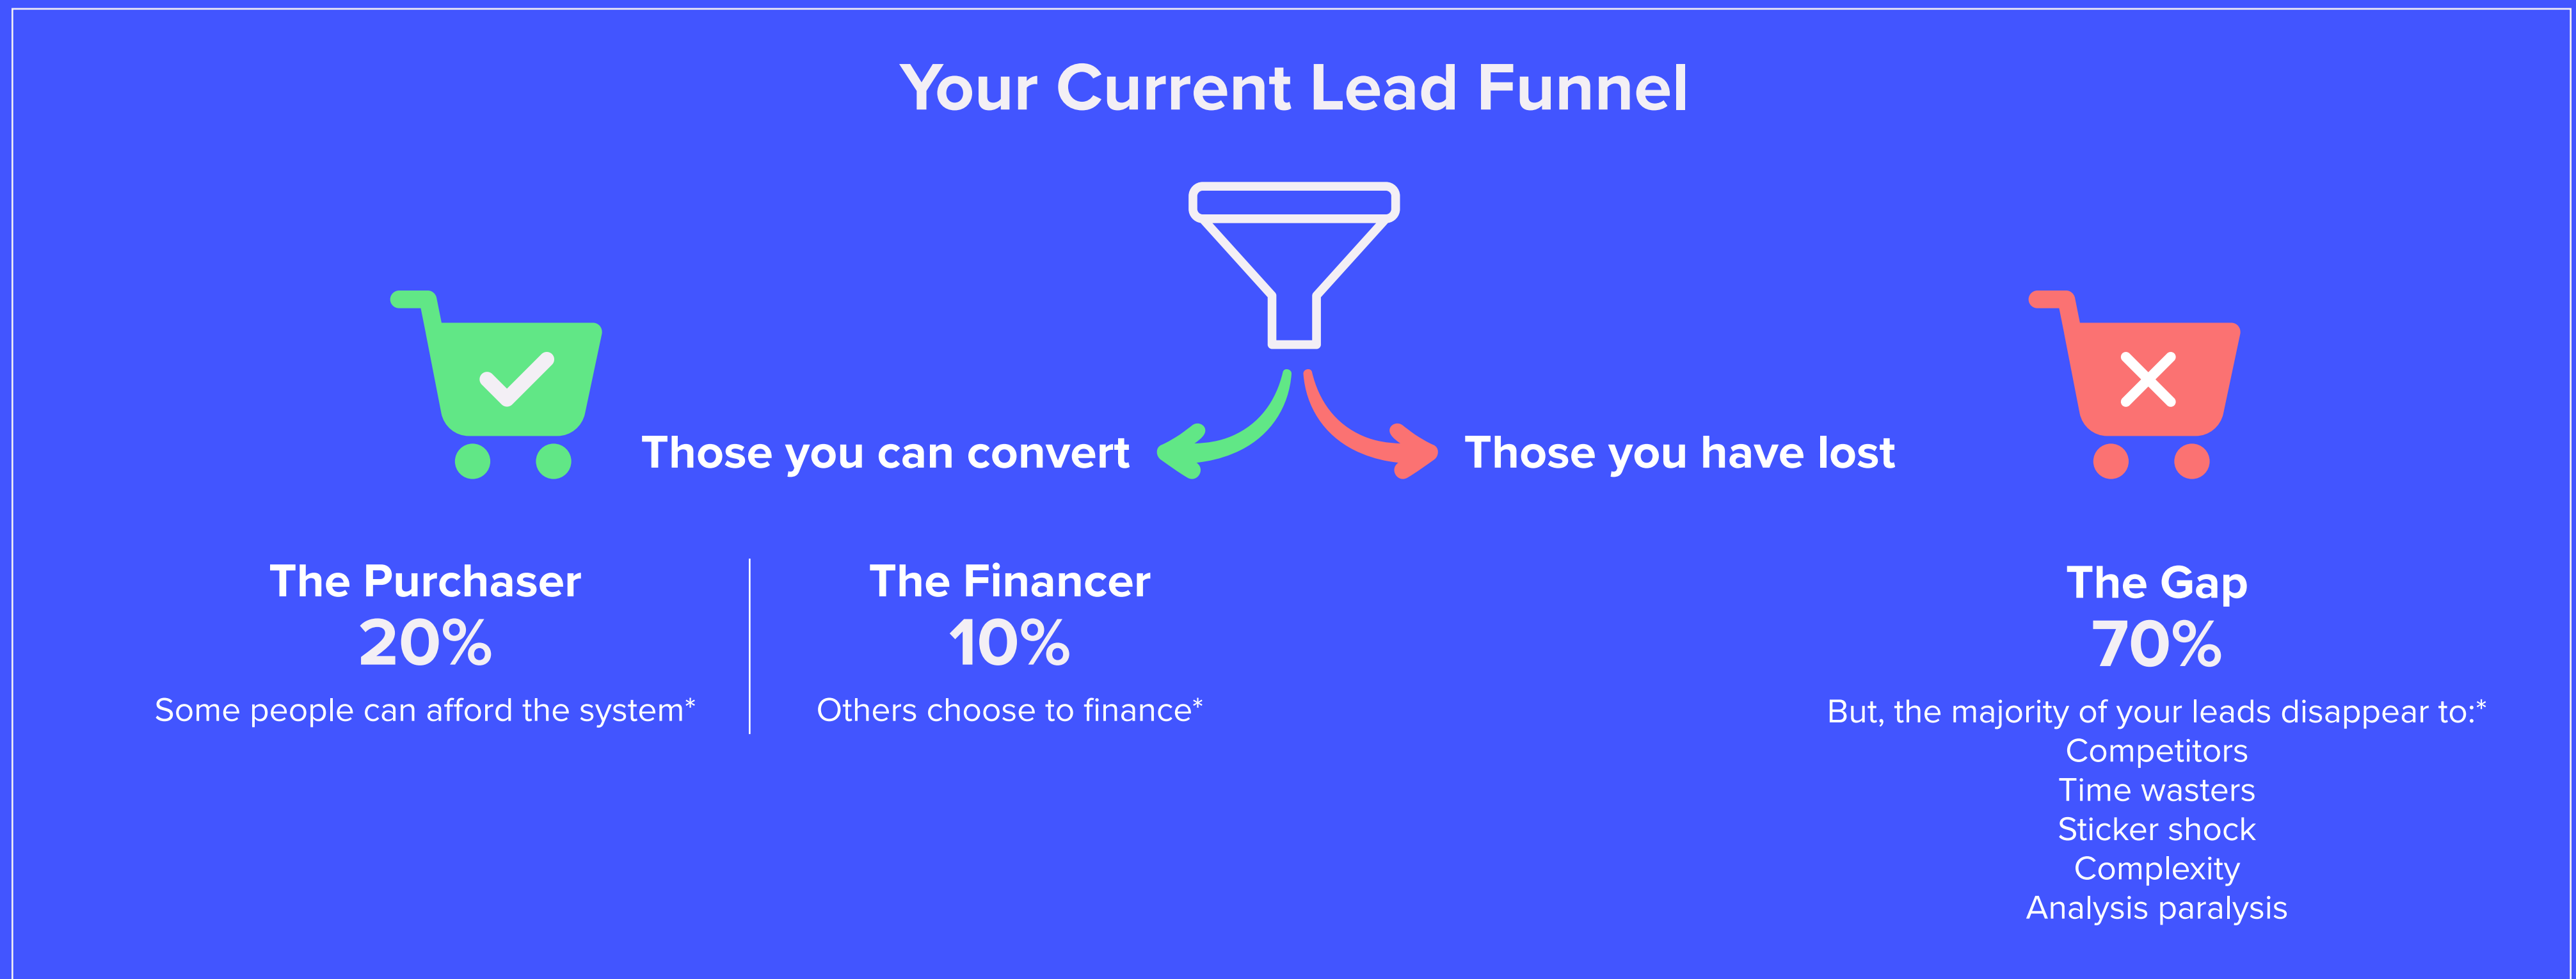 Your Current Lead Funnel
Those you can convert
Those you have lost
The Purchaser
20%
Some people can afford the system*
The Financer
10%
Others choose to finance*
The Gap
70%
But, the majority of your leads disappear to:*
Competitors
Time wasters
Sticker shock
Complexity
Analysis paralysis